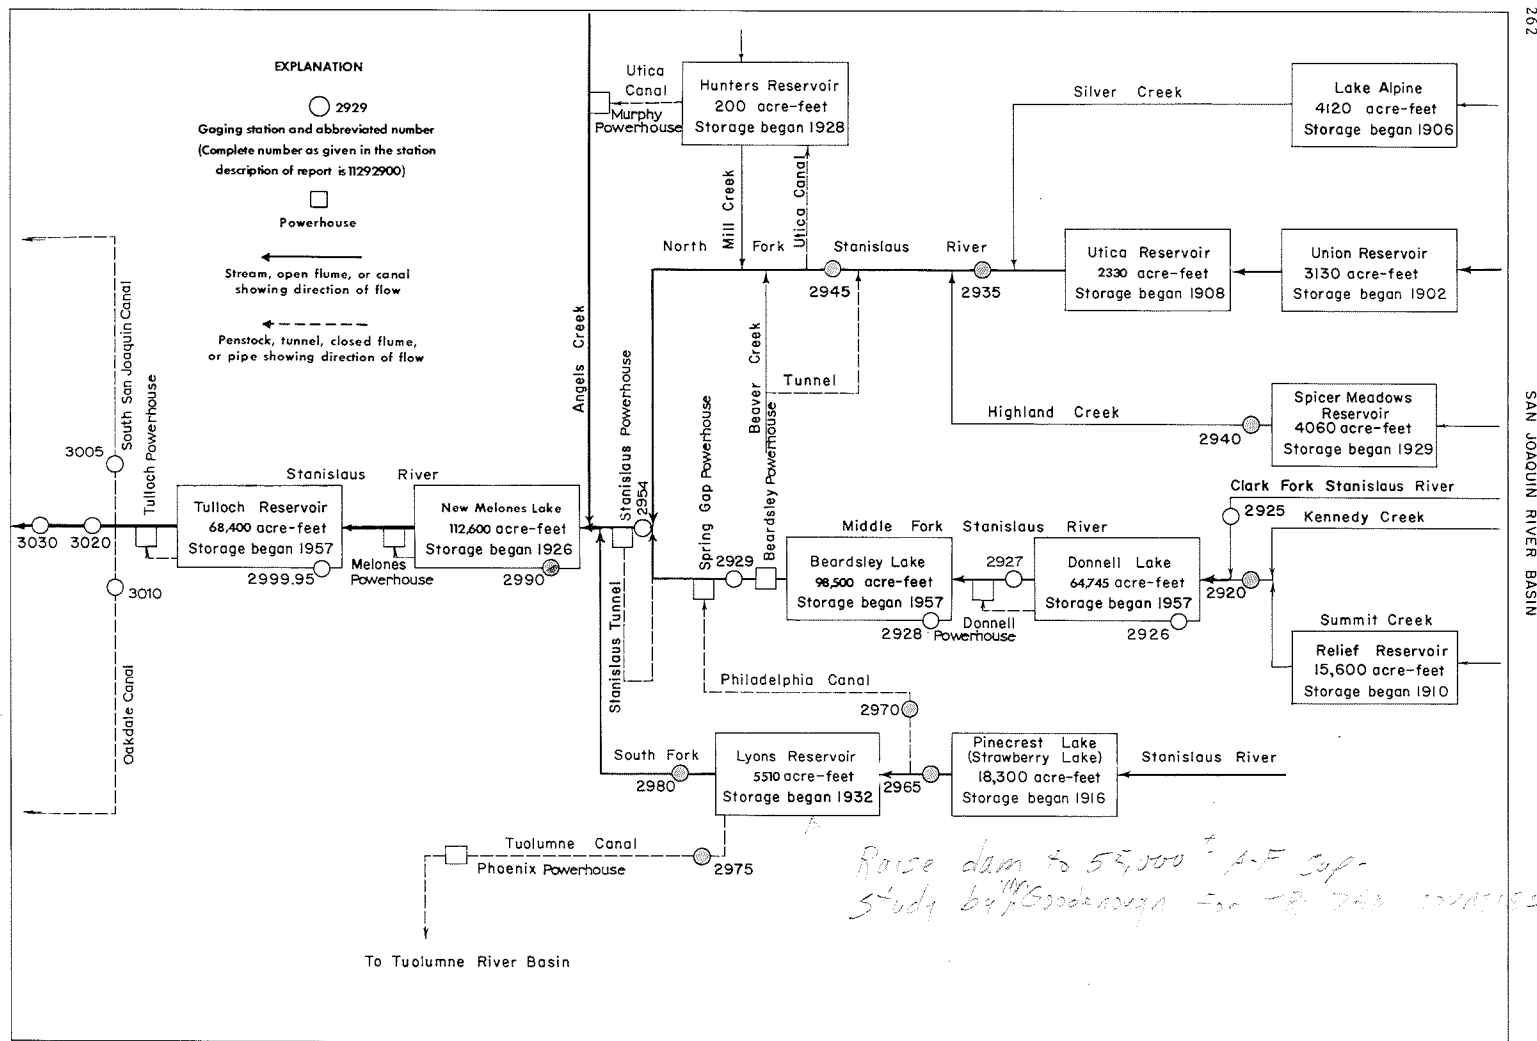 262
SAN JOAQUIN RIVER BASIN
EXPLANATION
2929
Gaging station and abbreviated number
(Complete number as given in the station
description of report is 11292900)
Powerhouse
Stream, open flume, or canal
showing direction of flow
Penstock, tunnel, closed flume,
or pipe showing direction of flow
Utica
Canal
Murphy
Powerhouse
Hunters Reservoir
200 acre-feet
Storage began 1928
Silver Creek
Lake Alpine
4120 acre-feet
Storage began 1906
Mill Creek
Utica Canal
North Fork Stanislaus River
2945
2935
Utica Reservoir
2330 acre-feet
Storage began 1908
Union Reservoir
3130 acre-feet
Storage began 1902
Angels Creek
Beaver Creek
Tunnel
Highland Creek
2940
Spicer Meadows
Reservoir
4060 acre-feet
Storage began 1929
South San Joaquin Canal
3005
Tulloch Powerhouse
Stanislaus River
Tulloch Reservoir
68,400 acre-feet
Storage began 1957
2999.95
3030
3020
3010
Oakdale Canal
Melones
Powerhouse
New Melones Lake
112,600 acre-feet
Storage began 1926
2990
Stanislaus Powerhouse
2954
Stanislaus Tunnel
Spring Gap Powerhouse
2929
Beardsley Powerhouse
Middle Fork Stanislaus River
Beardsley Lake
98,500 acre-feet
Storage began 1957
2928
2927
Donnell
Powerhouse
Donnell Lake
64,745 acre-feet
Storage began 1957
2926
Clark Fork Stanislaus River
2925
Kennedy Creek
2920
Summit Creek
Relief Reservoir
15,600 acre-feet
Storage began 1910
Philadelphia Canal
2970
South Fork
2980
Lyons Reservoir
5510 acre-feet
Storage began 1932
2965
Pinecrest Lake
(Strawberry Lake)
18,300 acre-feet
Storage began 1916
Stanislaus River
Tuolumne Canal
Phoenix Powerhouse
2975
To Tuolumne River Basin
Raise dam to 55,000 ± A-F cap-
Study by Mr Goodenough For